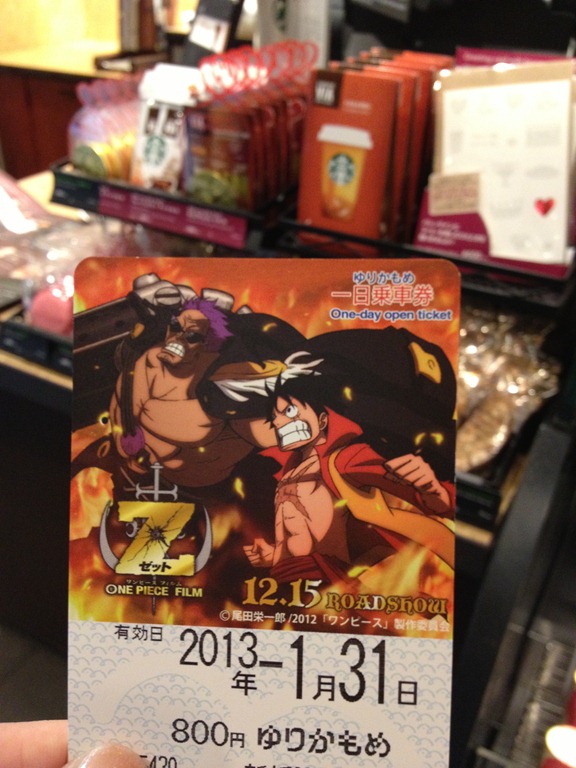 ゆりかもめ
一日乗車券
One-day open ticket
Z
ゼット
ワンピース フィルム
ONE PIECE FILM
12.15 ROADSHOW
© 尾田栄一郎/2012「ワンピース」製作委員会
有効日
2013年-1月31日
800円 ゆりかもめ